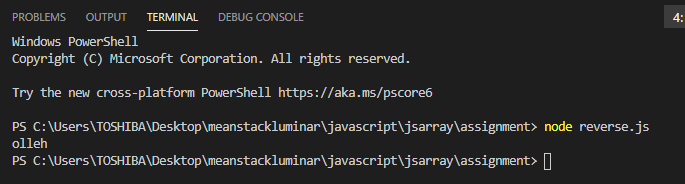 PROBLEMS OUTPUT TERMINAL DEBUG CONSOLE 4:
Windows PowerShell
Copyright (C) Microsoft Corporation. All rights reserved.
Try the new cross-platform PowerShell https://aka.ms/pscore6
PS C:\Users\TOSHIBA\Desktop\meanstackluminar\javascript\jsarray\assignment> node reverse.js
olleh
PS C:\Users\TOSHIBA\Desktop\meanstackluminar\javascript\jsarray\assignment>